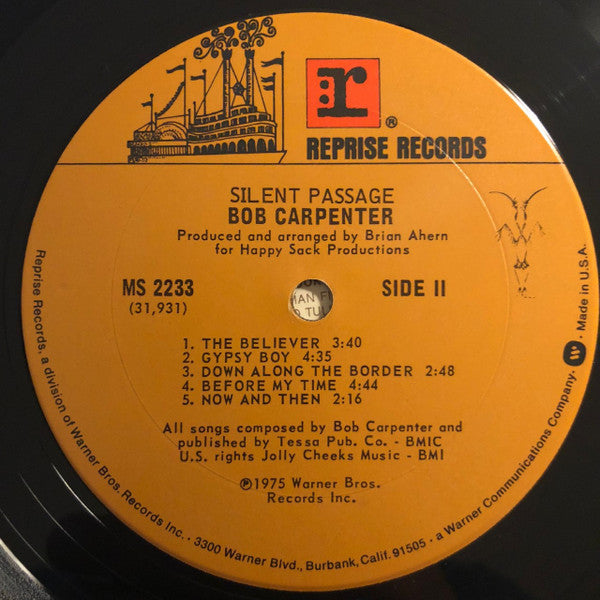 r
®
REPRISE RECORDS
SILENT PASSAGE
BOB CARPENTER
Produced and arranged by Brian Ahern
for Happy Sack Productions
MS 2233
(31,931)
SIDE II
MAN
TU
1. THE BELIEVER 3:40
2. GYPSY BOY 4:35
3. DOWN ALONG THE BORDER 2:48
4. BEFORE MY TIME 4:44
5. NOW AND THEN 2:16
All songs composed by Bob Carpenter and
published by Tessa Pub. Co. - BMIC
U.S. rights Jolly Cheeks Music - BMI
℗1975 Warner Bros.
Records Inc.
Reprise Records, a division of Warner Bros. Records Inc. · 3300 Warner Blvd., Burbank, Calif. 91505 · a Warner Communications Company · Made in U.S.A.